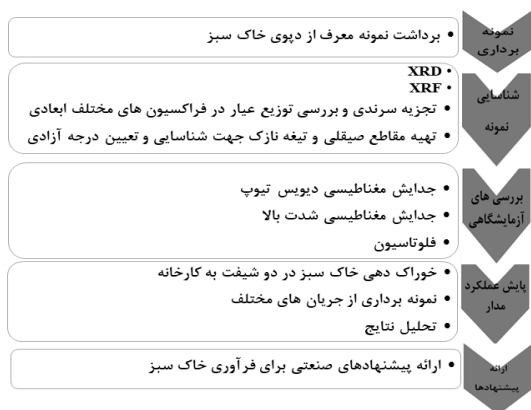 نمونه
برداری
• برداشت نمونه معرف از دپوی خاک سبز
شناسایی
نمونه
• XRD
• XRF
• تجزیه سرندی و بررسی توزیع عیار در فراکسیون های مختلف ابعادی
• تهیه مقاطع صیقلی و تیغه نازک جهت شناسایی و تعیین درجه آزادی
بررسی های
آزمایشگاهی
• جدایش مغناطیسی دیویس تیوپ
• جدایش مغناطیسی شدت بالا
• فلوتاسیون
پایش عملکرد
مدار
• خوراک دهی خاک سبز در دو شیفت به کارخانه
• نمونه برداری از جریان های مختلف
• تحلیل نتایج
ارائه
پیشنهادها
• ارائه پیشنهادهای صنعتی برای فرآوری خاک سبز